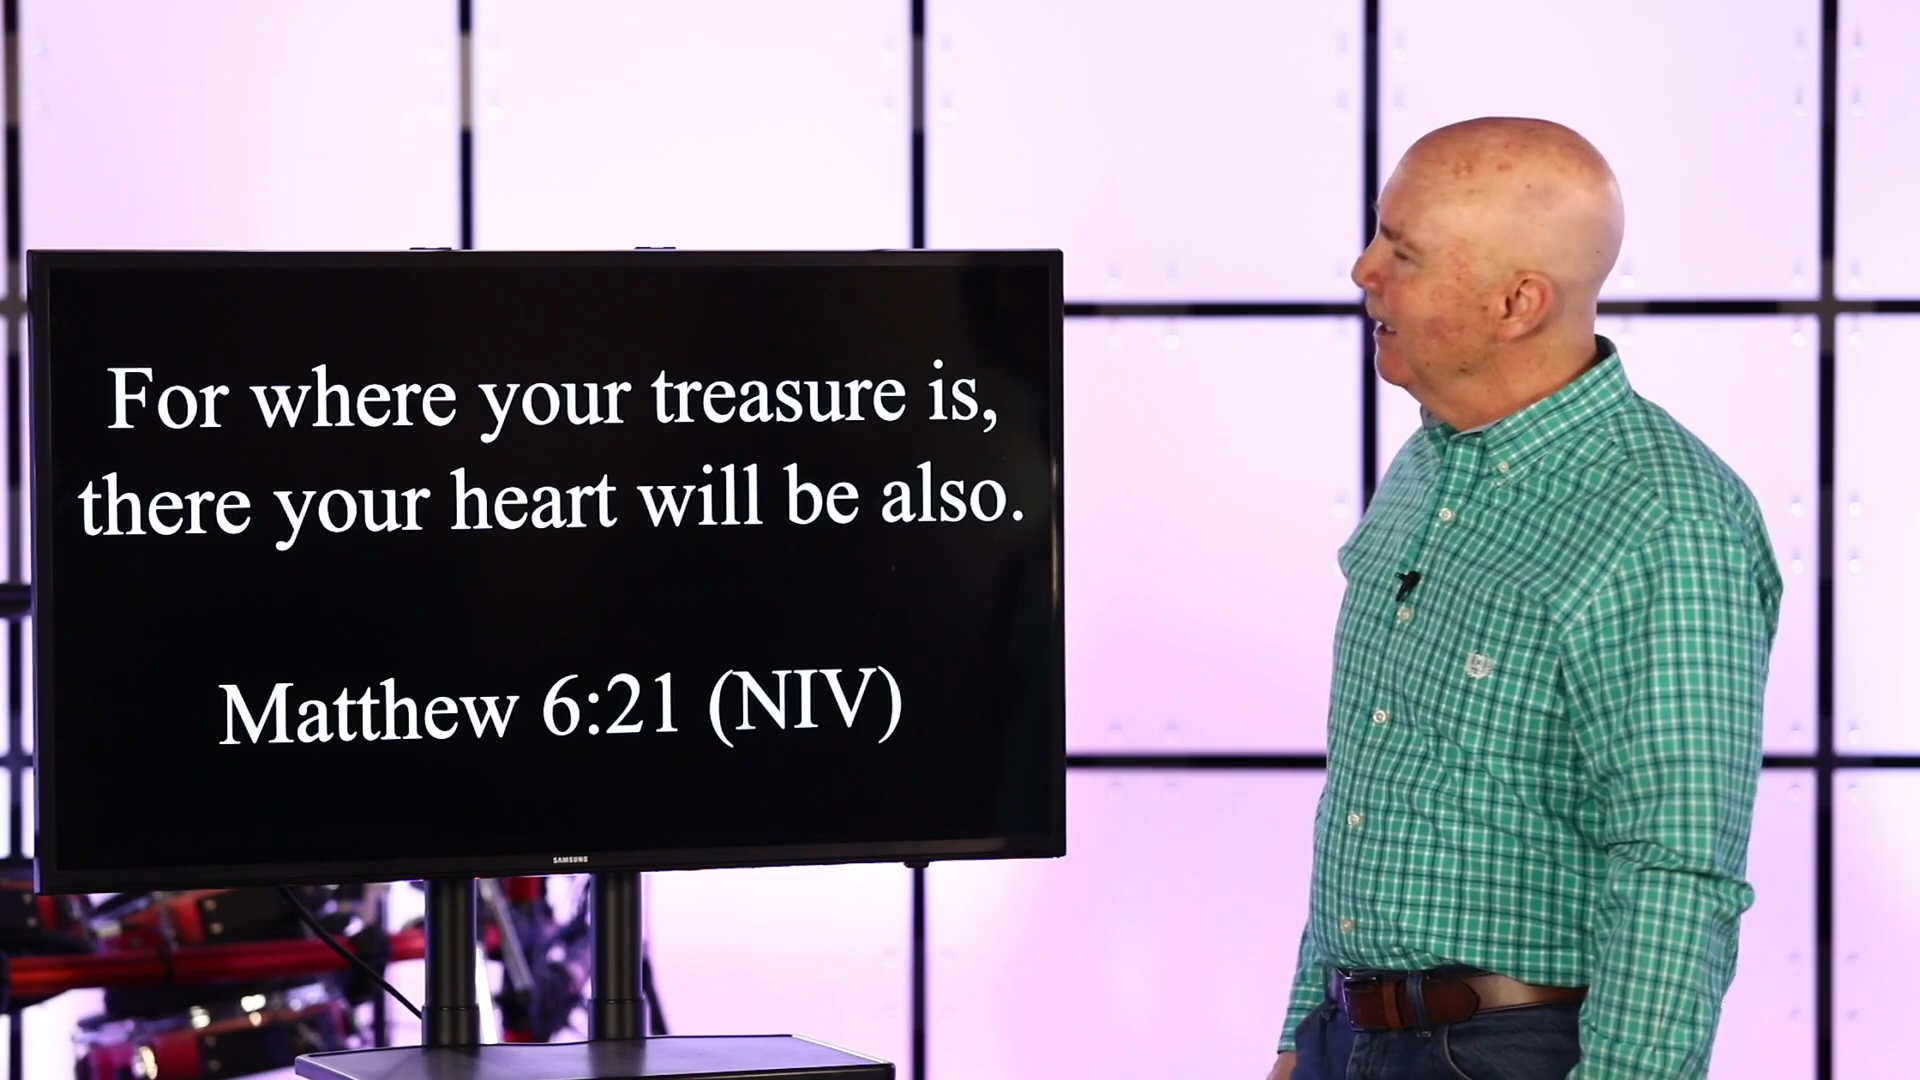 For where your treasure is,
there your heart will be also.
Matthew 6:21 (NIV)
SAMSUNG